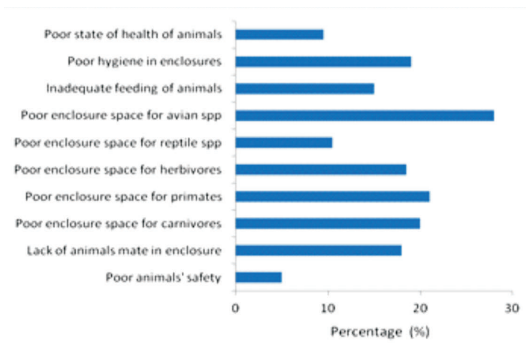 Poor state of health of animals
Poor hygiene in enclosures
Inadequate feeding of animals
Poor enclosure space for avian spp
Poor enclosure space for reptile spp
Poor enclosure space for herbivores
Poor enclosure space for primates
Poor enclosure space for carnivores
Lack of animals mate in enclosure
Poor animals' safety
0 10 20 30
Percentage (%)